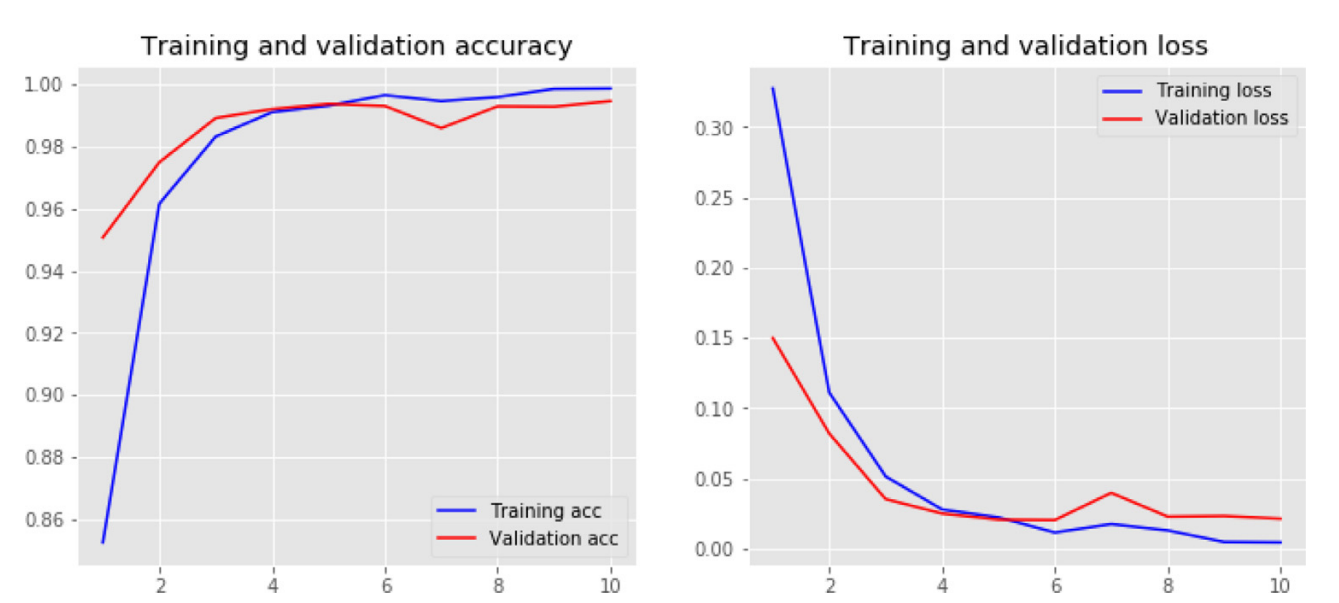 Training and validation accuracy
1.00
0.98
0.96
0.94
0.92
0.90
0.88
0.86
Training acc
Validation acc
2 4 6 8 10
Training and validation loss
Training loss
Validation loss
0.30
0.25
0.20
0.15
0.10
0.05
0.00
2 4 6 8 10